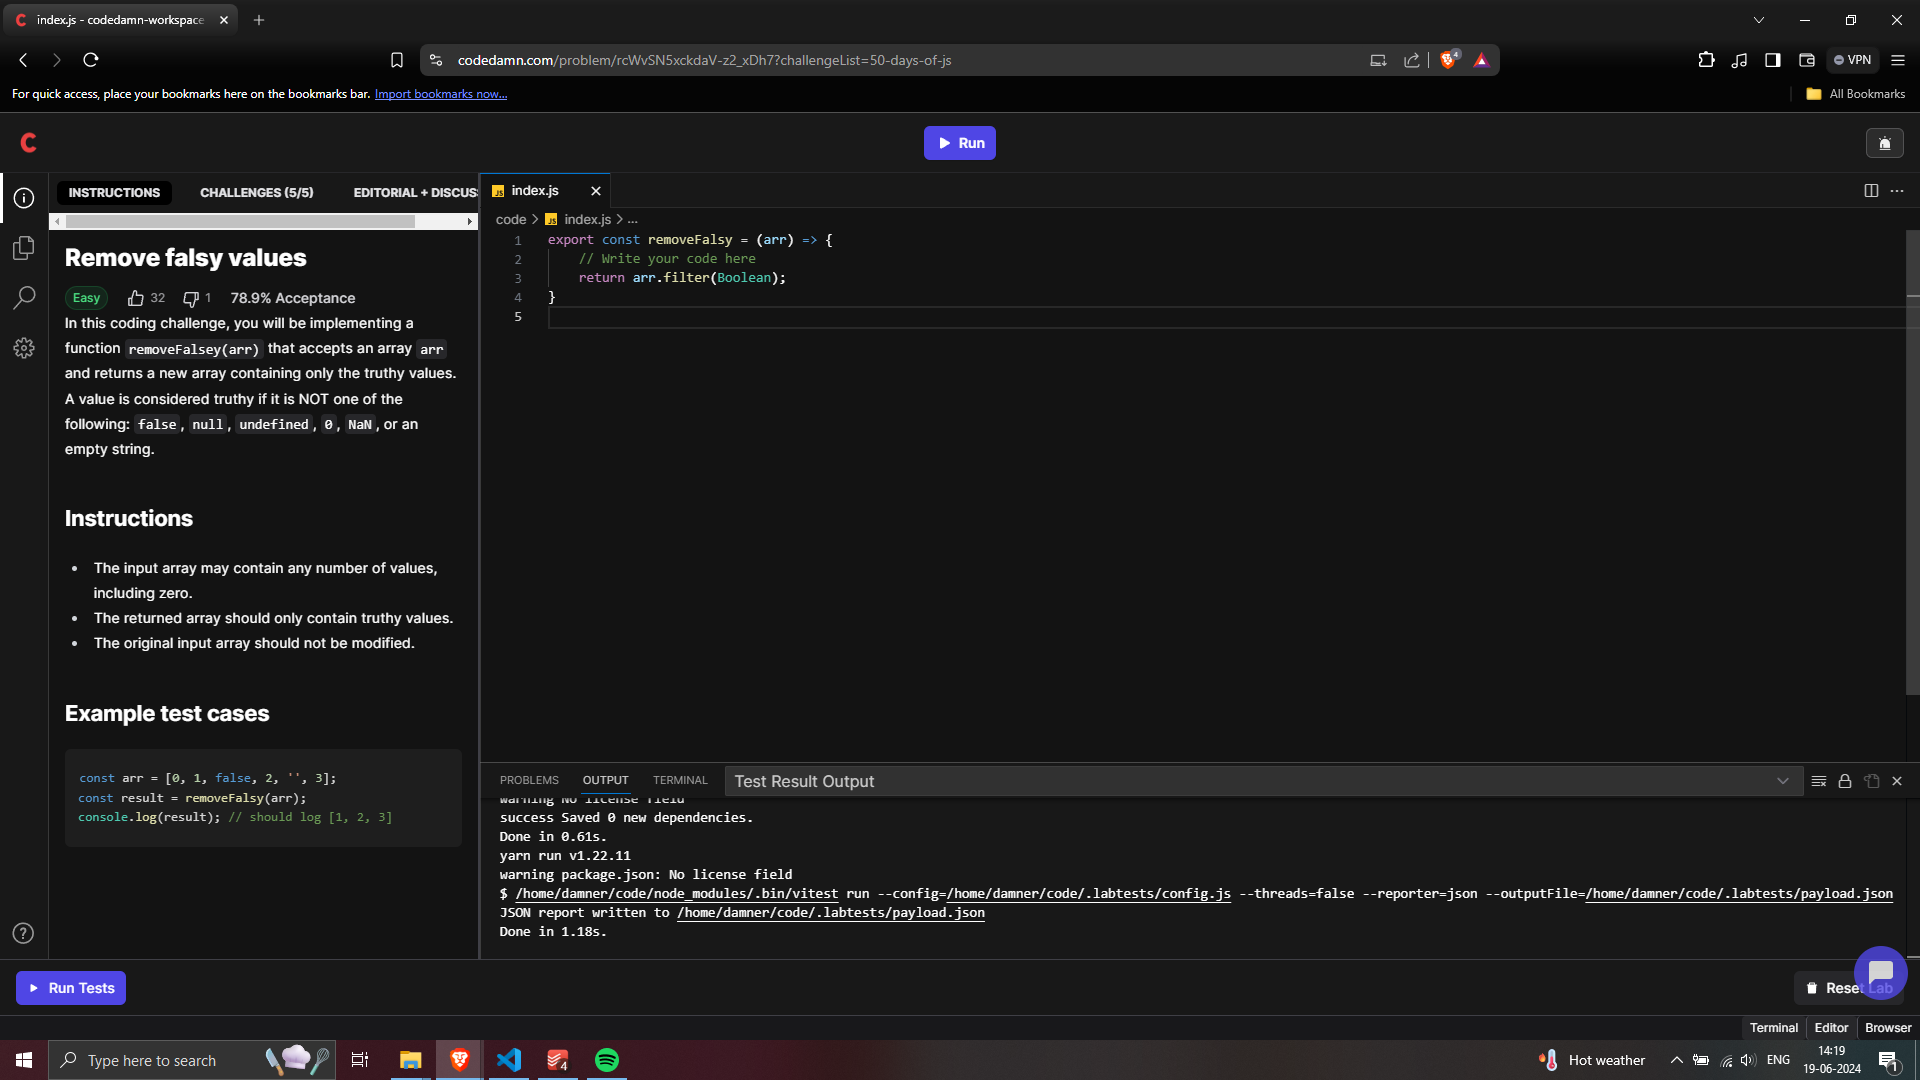 index.js - codedamn-workspace
codedamn.com/problem/rcWvSN5xckdaV-z2_xDh7?challengeList=50-days-of-js
4
VPN
For quick access, place your bookmarks here on the bookmarks bar. Import bookmarks now...
All Bookmarks
Run
INSTRUCTIONS
CHALLENGES (5/5)
EDITORIAL + DISCUS
Remove falsy values
Easy
32
1
78.9% Acceptance
In this coding challenge, you will be implementing a
function removeFalsey(arr) that accepts an array arr
and returns a new array containing only the truthy values.
A value is considered truthy if it is NOT one of the
following: false, null, undefined, 0, NaN, or an
empty string.
Instructions
• The input array may contain any number of values,
including zero.
• The returned array should only contain truthy values.
• The original input array should not be modified.
Example test cases
const arr = [0, 1, false, 2, '', 3];
const result = removeFalsy(arr);
console.log(result); // should log [1, 2, 3]
JS index.js
code > JS index.js > ...
1 export const removeFalsy = (arr) => {
2 // Write your code here
3 return arr.filter(Boolean);
4 }
5
PROBLEMS
OUTPUT
TERMINAL
Test Result Output
warning No license field
success Saved 0 new dependencies.
Done in 0.61s.
yarn run v1.22.11
warning package.json: No license field
$ /home/damner/code/node_modules/.bin/vitest run --config=/home/damner/code/.labtests/config.js --threads=false --reporter=json --outputFile=/home/damner/code/.labtests/payload.json
JSON report written to /home/damner/code/.labtests/payload.json
Done in 1.18s.
Run Tests
Reset Lab
Terminal
Editor
Browser
Type here to search
4
Hot weather
ENG
14:19
19-06-2024
1